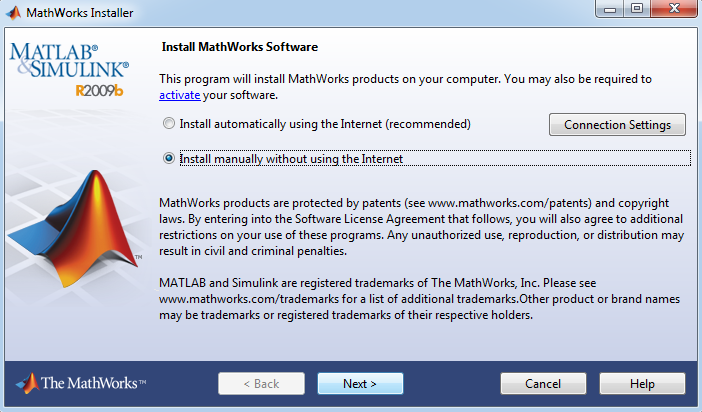 MathWorks Installer
MATLAB®
&SIMULINK®
R2009b
Install MathWorks Software
This program will install MathWorks products on your computer. You may also be required to
activate your software.
Install automatically using the Internet (recommended)
Connection Settings
Install manually without using the Internet
MathWorks products are protected by patents (see www.mathworks.com/patents) and copyright
laws. By entering into the Software License Agreement that follows, you will also agree to additional
restrictions on your use of these programs. Any unauthorized use, reproduction, or distribution may
result in civil and criminal penalties.
MATLAB and Simulink are registered trademarks of The MathWorks, Inc. Please see
www.mathworks.com/trademarks for a list of additional trademarks.Other product or brand names
may be trademarks or registered trademarks of their respective holders.
The MathWorks™
< Back
Next >
Cancel
Help